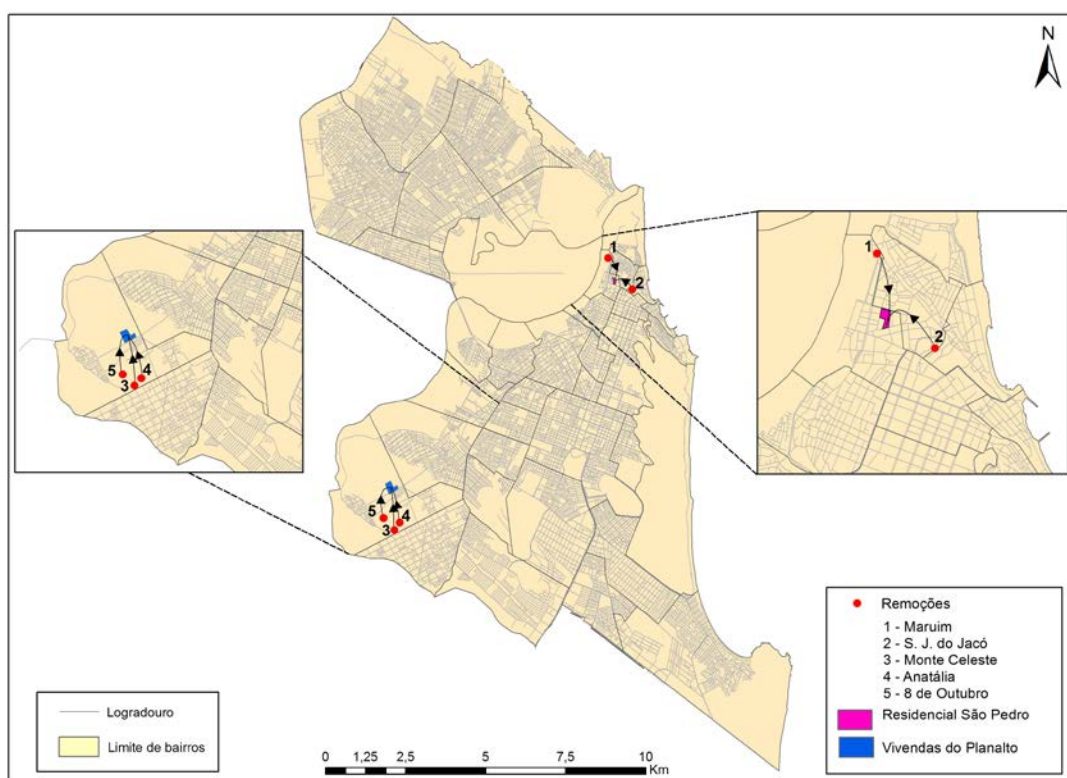 N
1
2
5
4
3
1
2
5
4
3
Remoções
1 - Maruim
2 - S. J. do Jacó
3 - Monte Celeste
4 - Anatália
5 - 8 de Outubro
Residencial São Pedro
Vivendas do Planalto
Logradouro
Limite de bairros
0 1,25 2,5 5 7,5 10
Km